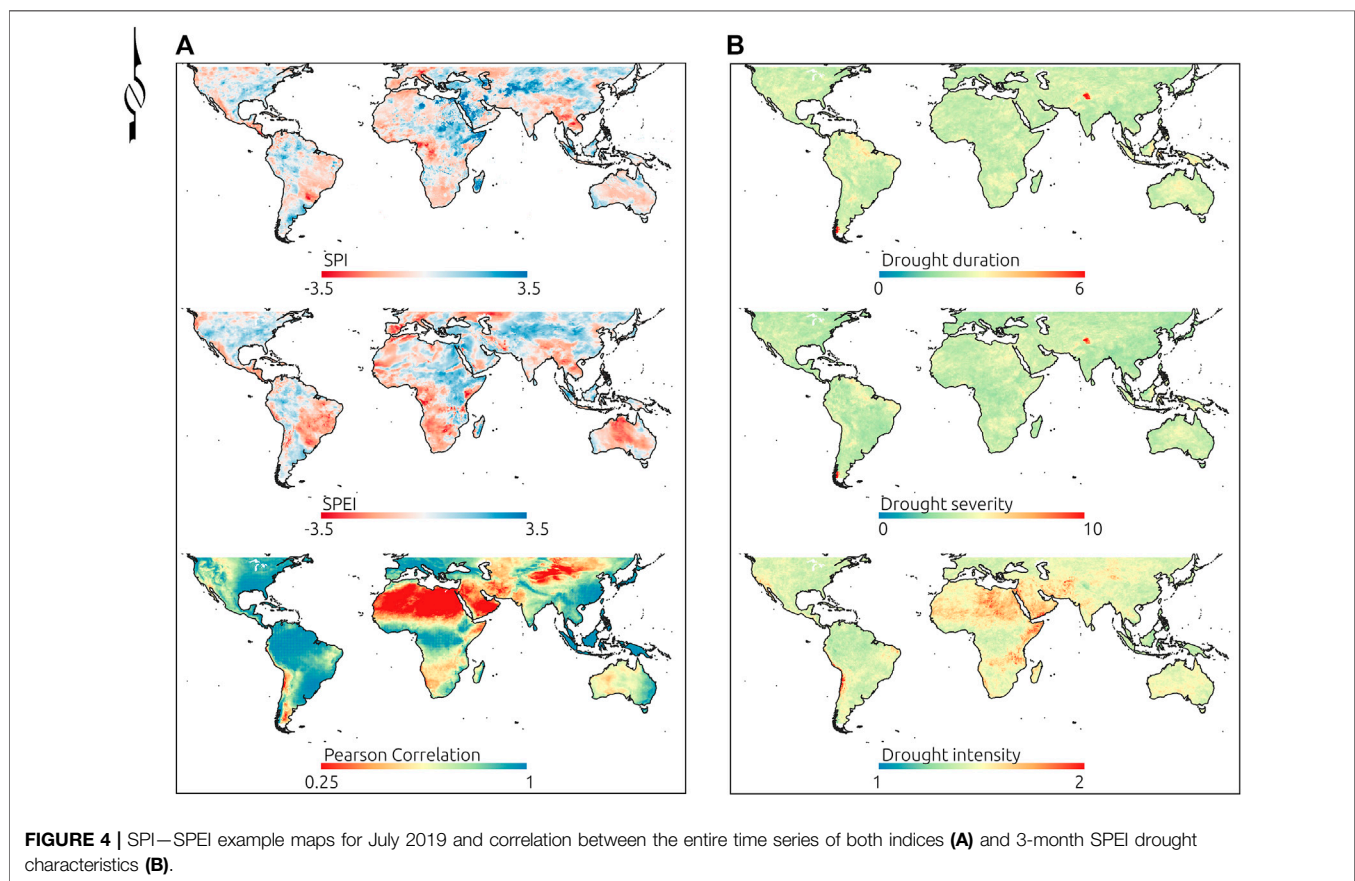 A
SPI
-3.5 3.5
SPEI
-3.5 3.5
Pearson Correlation
0.25 1
B
Drought duration
0 6
Drought severity
0 10
Drought intensity
1 2
FIGURE 4 | SPI—SPEI example maps for July 2019 and correlation between the entire time series of both indices (A) and 3-month SPEI drought
characteristics (B).